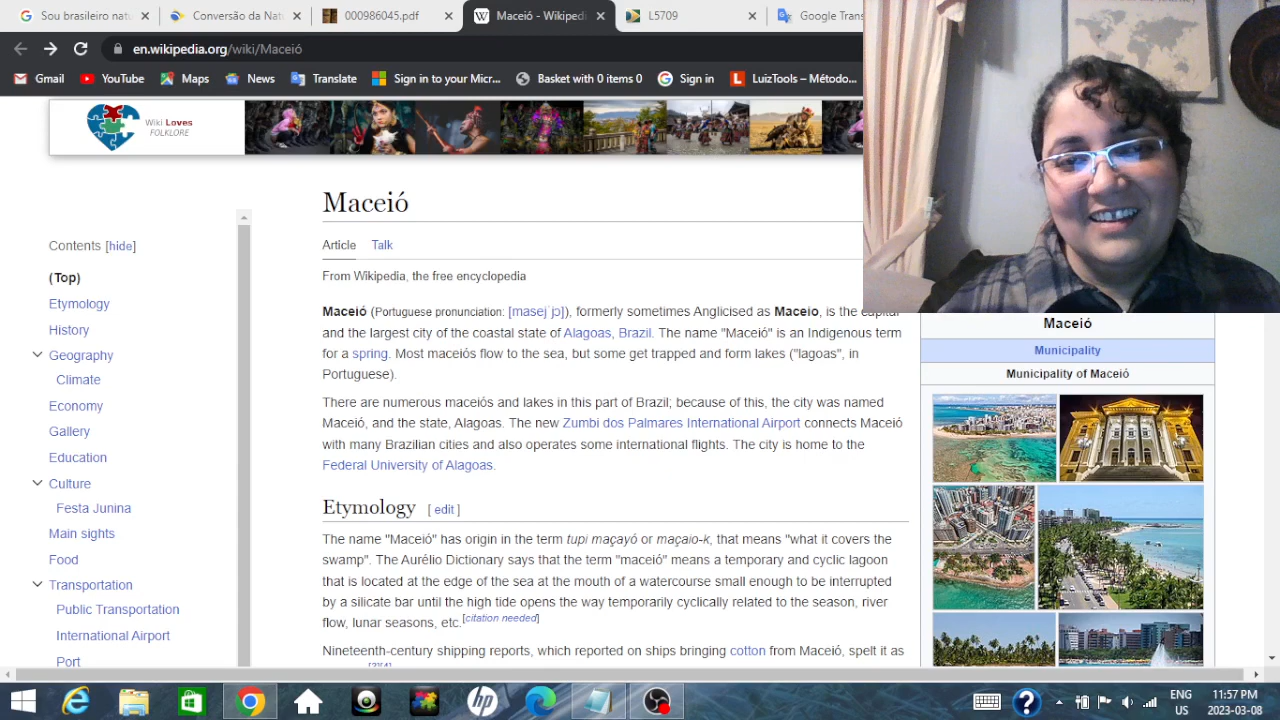 Sou brasileiro natu
Conversão da Natu
000986045.pdf
Maceió - Wikipedi
L5709
Google Tran
en.wikipedia.org/wiki/Maceió
Gmail
YouTube
Maps
News
Translate
Sign in to your Micr...
Basket with 0 items 0
Sign in
LuizTools – Método...
Wiki Loves
FOLKLORE
Maceió
Contents [hide]
(Top)
Etymology
History
Geography
Climate
Economy
Gallery
Education
Culture
Festa Junina
Main sights
Food
Transportation
Public Transportation
International Airport
Port
Article Talk
From Wikipedia, the free encyclopedia
Maceió (Portuguese pronunciation: [masejˈjɔ]), formerly sometimes Anglicised as Maceio, is the capital
and the largest city of the coastal state of Alagoas, Brazil. The name "Maceió" is an Indigenous term
for a spring. Most maceiós flow to the sea, but some get trapped and form lakes ("lagoas", in
Portuguese).
There are numerous maceiós and lakes in this part of Brazil; because of this, the city was named
Maceió, and the state, Alagoas. The new Zumbi dos Palmares International Airport connects Maceió
with many Brazilian cities and also operates some international flights. The city is home to the
Federal University of Alagoas.
Etymology [ edit ]
The name "Maceió" has origin in the term tupi maçayó or maçaio-k, that means "what it covers the
swamp". The Aurélio Dictionary says that the term "maceió" means a temporary and cyclic lagoon
that is located at the edge of the sea at the mouth of a watercourse small enough to be interrupted
by a silicate bar until the high tide opens the way temporarily cyclically related to the season, river
flow, lunar seasons, etc.[citation needed]
Nineteenth-century shipping reports, which reported on ships bringing cotton from Maceió, spelt it as
Maceió
Municipality
Municipality of Maceió
ENG
US
11:57 PM
2023-03-08